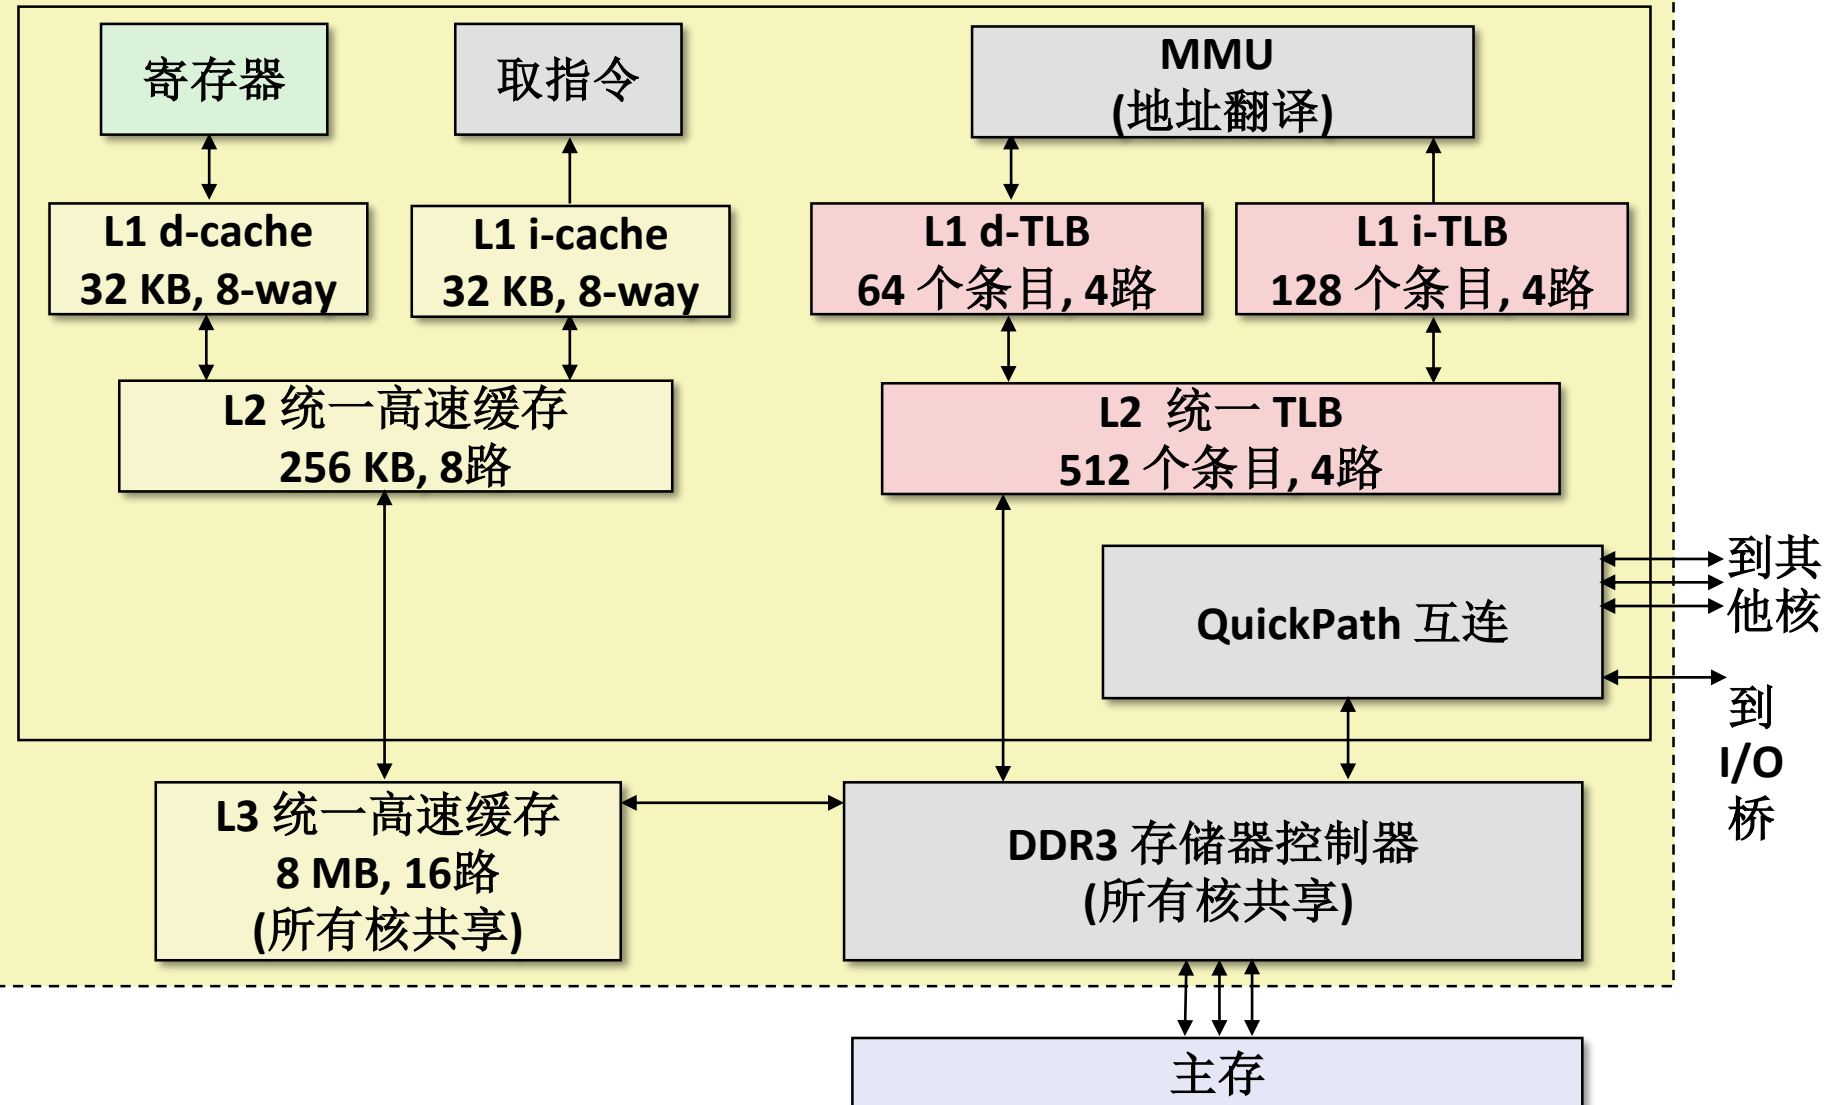 寄存器
取指令
MMU
(地址翻译)
L1 d-cache
32 KB, 8-way
L1 i-cache
32 KB, 8-way
L1 d-TLB
64 个条目, 4路
L1 i-TLB
128 个条目, 4路
L2 统一高速缓存
256 KB, 8路
L2 统一 TLB
512 个条目, 4路
QuickPath 互连
到其
他核
到
I/O
桥
L3 统一高速缓存
8 MB, 16路
(所有核共享)
DDR3 存储器控制器
(所有核共享)
主存